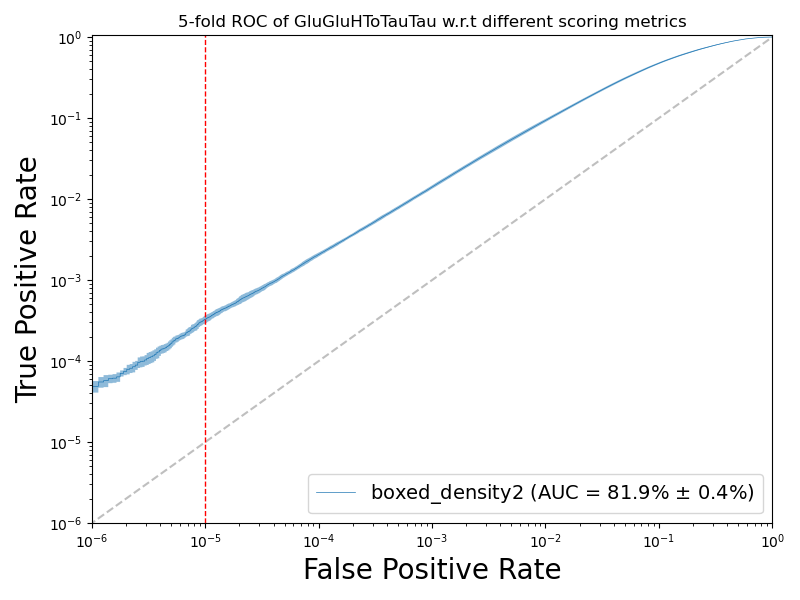 5-fold ROC of GluGluHToTauTau w.r.t different scoring metrics
True Positive Rate
10⁰
10⁻¹
10⁻²
10⁻³
10⁻⁴
10⁻⁵
10⁻⁶
boxed_density2 (AUC = 81.9% ± 0.4%)
10⁻⁶ 10⁻⁵ 10⁻⁴ 10⁻³ 10⁻² 10⁻¹ 10⁰
False Positive Rate